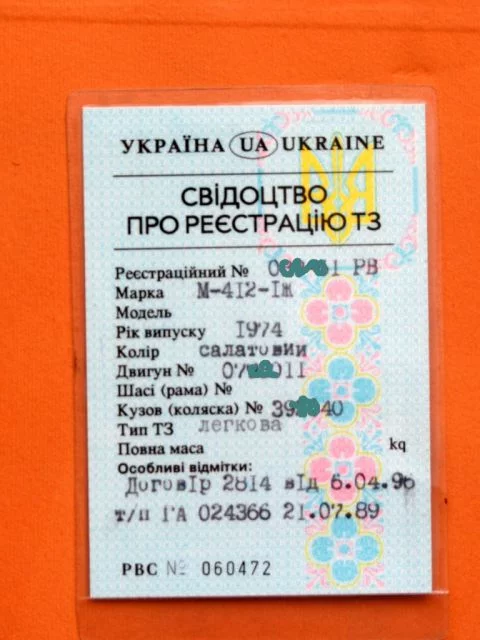 УКРАЇНА UA UKRAINE
СВІДОЦТВО
ПРО РЕЄСТРАЦІЮ ТЗ
Реєстраційний № РВ
Марка М-412-ІЖ
Модель
Рік випуску 1974
Колір салатовий
Двигун №
Шасі (рама) №
Кузов (коляска) №
Тип ТЗ легкова
Повна маса kq
Особливі відмітки:
Договір 2814 від 6.04.96
т/п ГА 024366 21.07.89
РВС № 060472